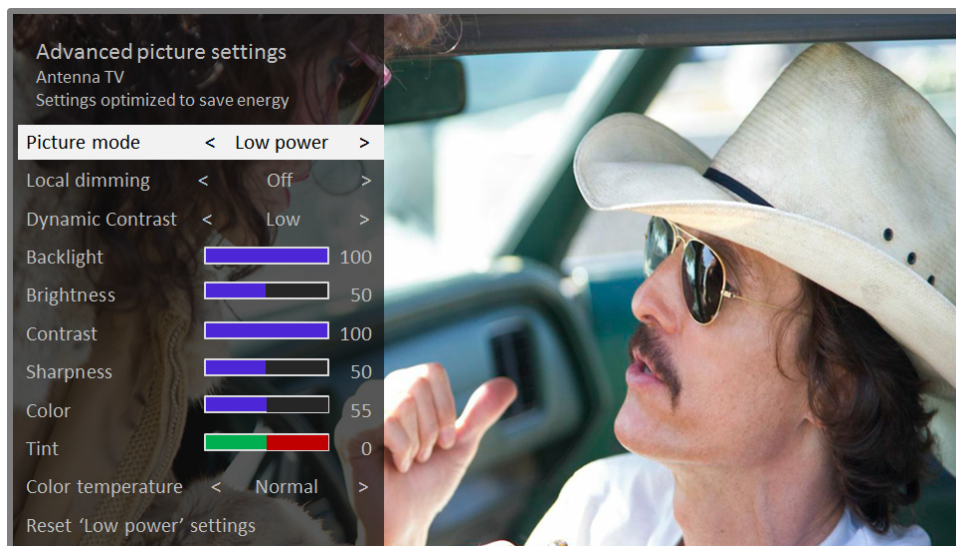 Advanced picture settings
Antenna TV
Settings optimized to save energy
Picture mode < Low power >
Local dimming < Off >
Dynamic Contrast < Low >
Backlight 100
Brightness 50
Contrast 100
Sharpness 50
Color 55
Tint 0
Color temperature < Normal >
Reset ‘Low power’ settings